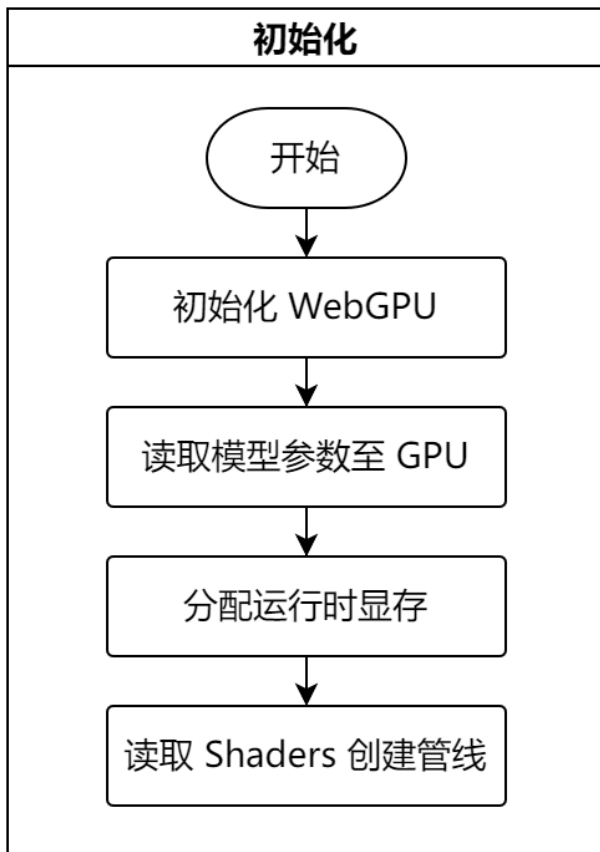 初始化
开始
初始化 WebGPU
读取模型参数至 GPU
分配运行时显存
读取 Shaders 创建管线